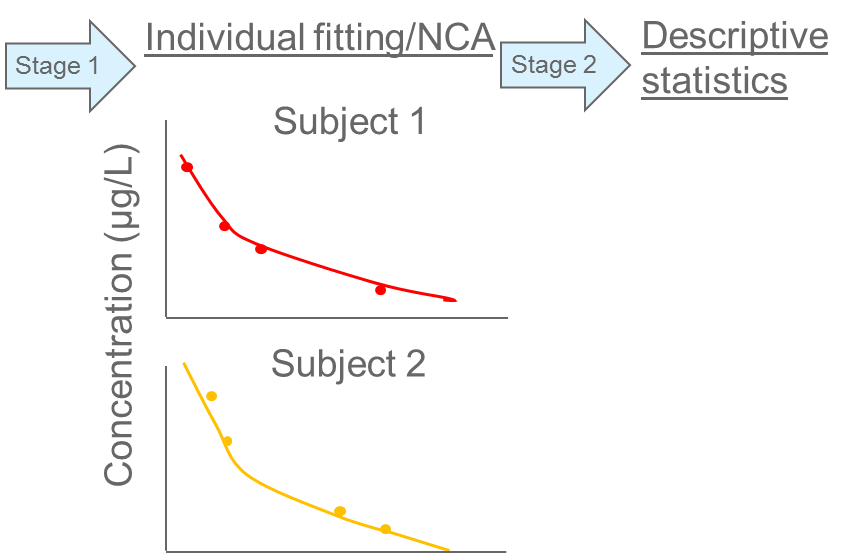 Stage 1
Individual fitting/NCA
Stage 2
Descriptive
statistics
Subject 1
Concentration (µg/L)
Subject 2